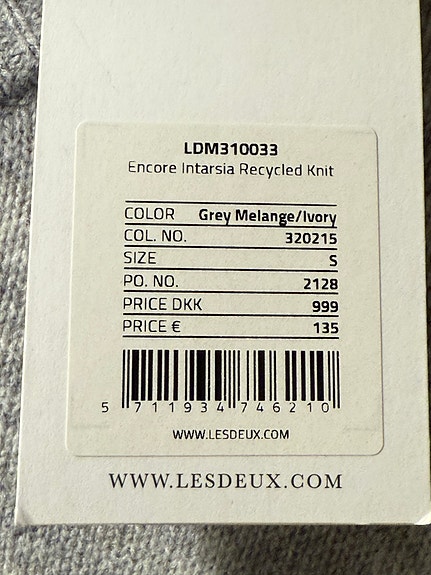 LDM310033
Encore Intarsia Recycled Knit
COLOR Grey Melange/Ivory
COL. NO. 320215
SIZE S
PO. NO. 2128
PRICE DKK 999
PRICE € 135
5 711934 746210
WWW.LESDEUX.COM
WWW.LESDEUX.COM